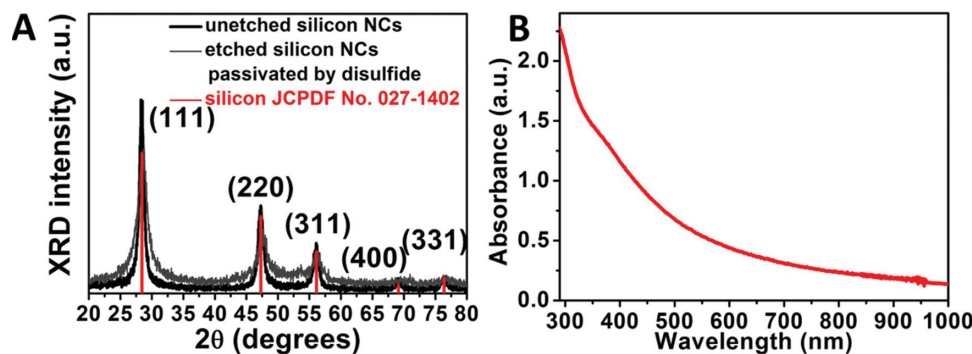 A
XRD intensity (a.u.)
unetched silicon NCs
etched silicon NCs
passivated by disulfide
silicon JCPDF No. 027-1402
(111)
(220)
(311)
(400)
(331)
20 25 30 35 40 45 50 55 60 65 70 75 80
2θ (degrees)
B
Absorbance (a.u.)
2.0
1.5
1.0
0.5
0.0
300 400 500 600 700 800 900 1000
Wavelength (nm)